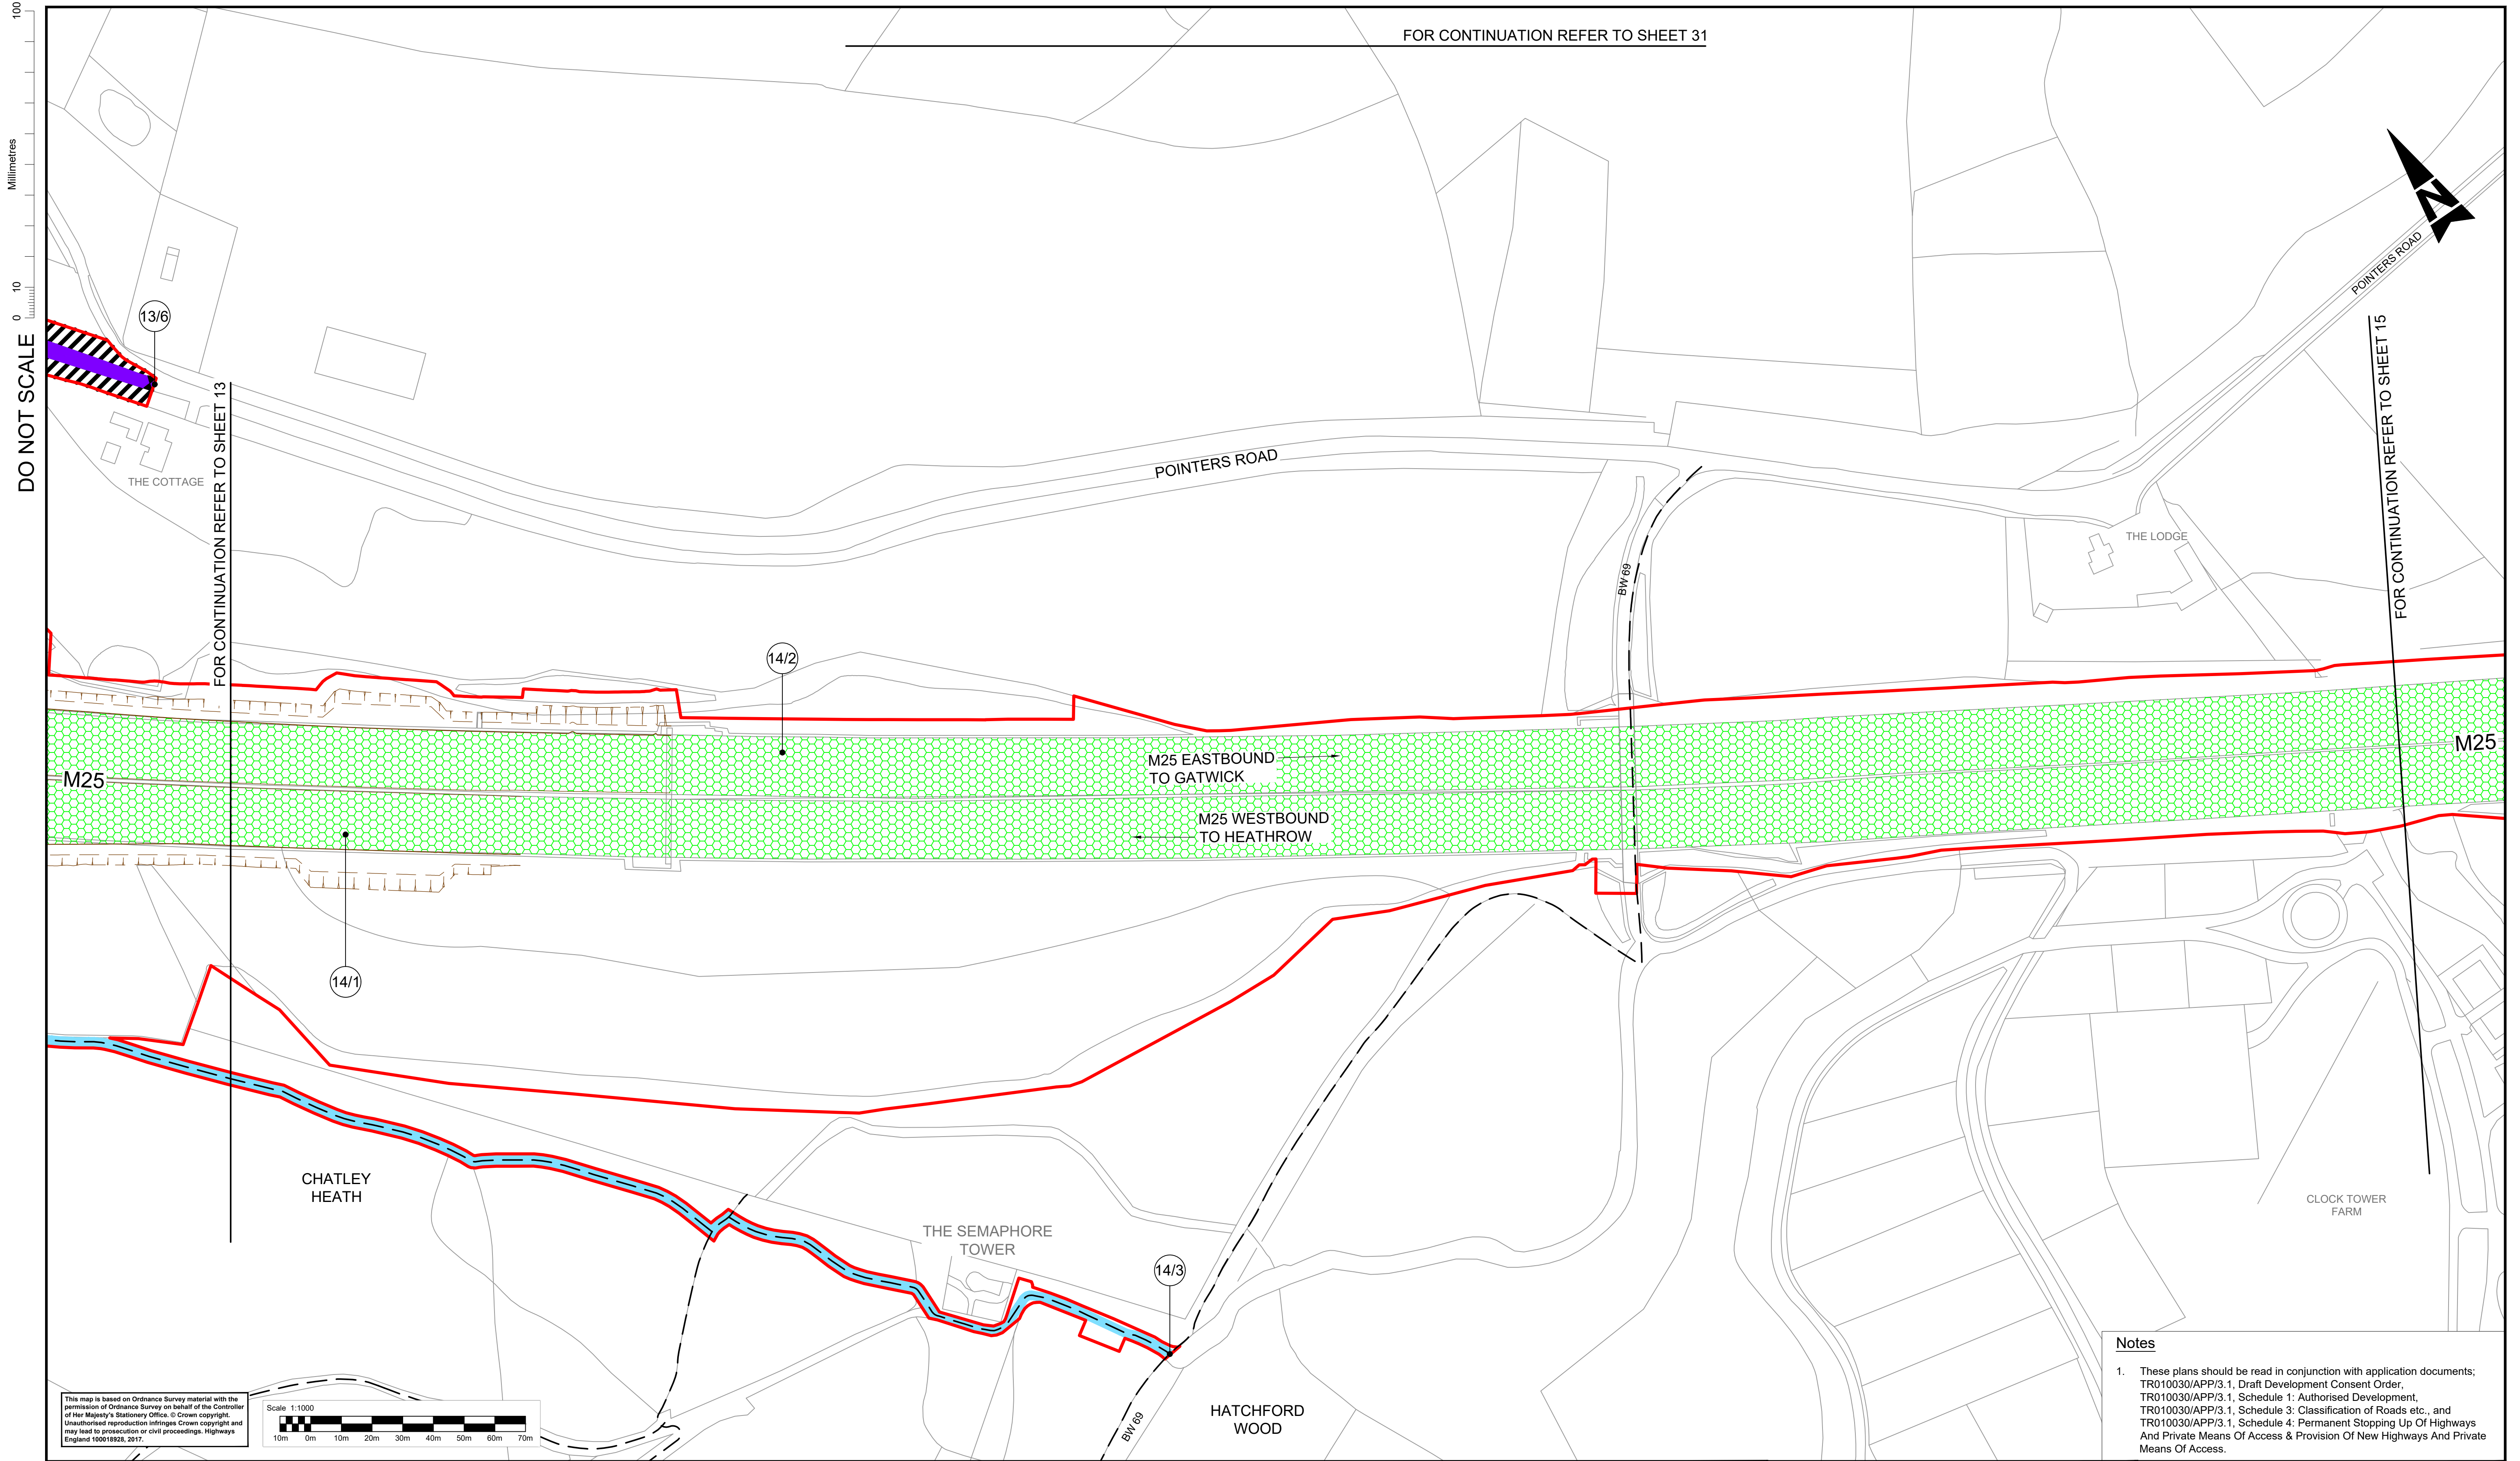 FOR CONTINUATION REFER TO SHEET 31
100
Millimetres
10
0
DO NOT SCALE
13/6
THE COTTAGE
FOR CONTINUATION REFER TO SHEET 13
POINTERS ROAD
N
POINTERS ROAD
FOR CONTINUATION REFER TO SHEET 15
BW 69
THE LODGE
14/2
M25
M25 EASTBOUND
TO GATWICK
M25 WESTBOUND
TO HEATHROW
M25
14/1
CHATLEY
HEATH
THE SEMAPHORE
TOWER
14/3
CLOCK TOWER
FARM
HATCHFORD
WOOD
BW 69
This map is based on Ordnance Survey material with the
permission of Ordnance Survey on behalf of the Controller
of Her Majesty's Stationery Office. © Crown copyright.
Unauthorised reproduction infringes Crown copyright and
may lead to prosecution or civil proceedings. Highways
England 100018928, 2017.
Scale 1:1000
10m 0m 10m 20m 30m 40m 50m 60m 70m
Notes
1. These plans should be read in conjunction with application documents;
TR010030/APP/3.1, Draft Development Consent Order,
TR010030/APP/3.1, Schedule 1: Authorised Development,
TR010030/APP/3.1, Schedule 3: Classification of Roads etc., and
TR010030/APP/3.1, Schedule 4: Permanent Stopping Up Of Highways
And Private Means Of Access & Provision Of New Highways And Private
Means Of Access.